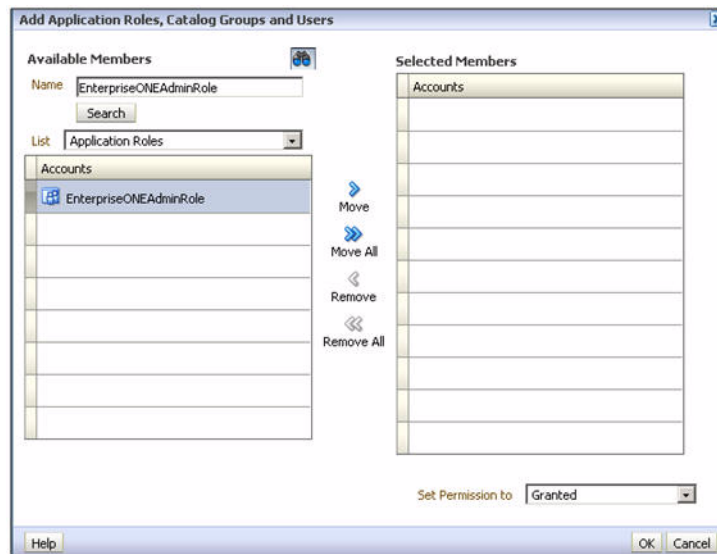 Add Application Roles, Catalog Groups and Users
Available Members
Name EnterpriseONEAdminRole
Search
List Application Roles
Accounts
EnterpriseONEAdminRole
Move
Move All
Remove
Remove All
Selected Members
Accounts
Set Permission to Granted
Help
OK Cancel